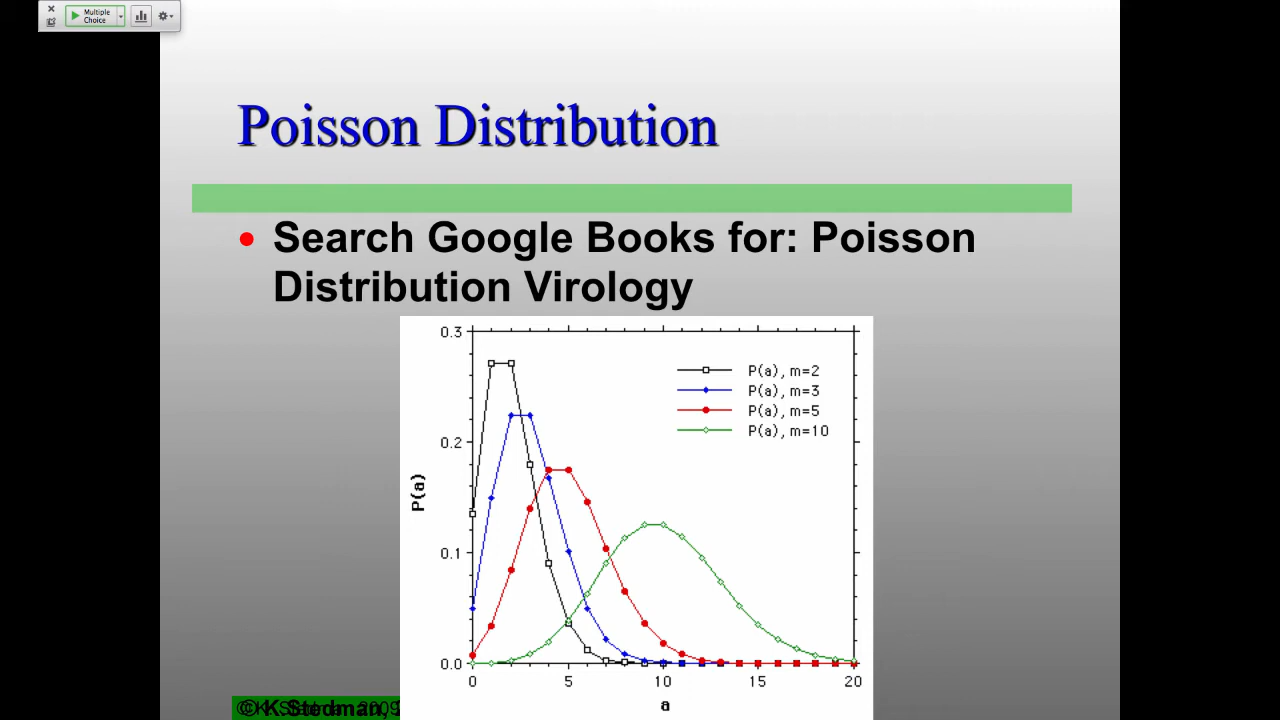 Multiple
Choice
Poisson Distribution
Search Google Books for: Poisson
Distribution Virology
0.3
0.2
0.1
0.0
P(a)
P(a), m=2
P(a), m=3
P(a), m=5
P(a), m=10
0 5 10 15 20
a
© K.Stedman,